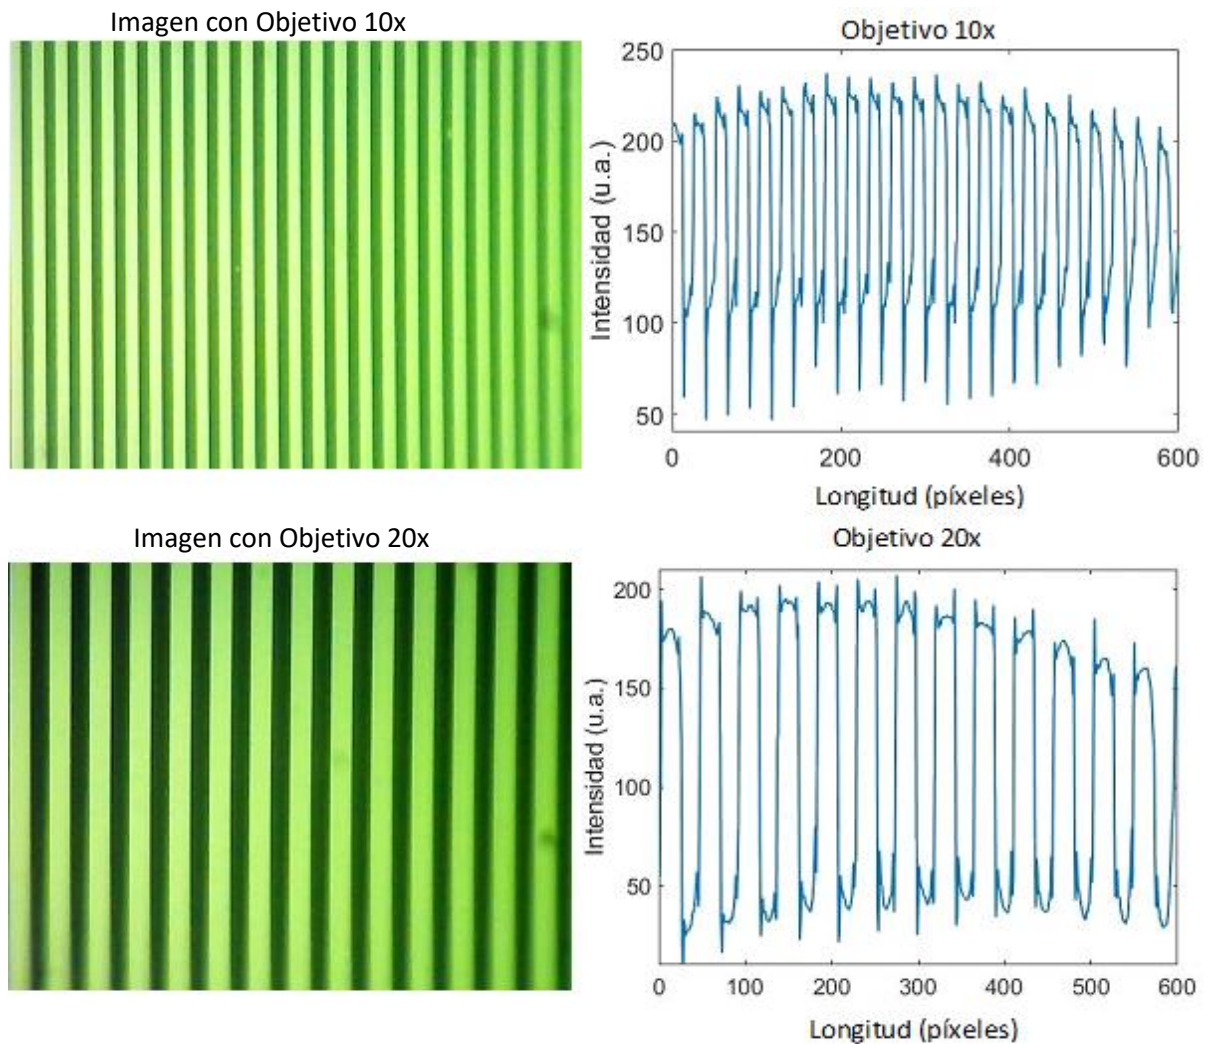 Imagen con Objetivo 10x
Objetivo 10x
250
200
150
100
50
Intensidad (u.a.)
0
200
400
600
Longitud (píxeles)
Imagen con Objetivo 20x
Objetivo 20x
200
150
100
50
Intensidad (u.a.)
0
100
200
300
400
500
600
Longitud (píxeles)